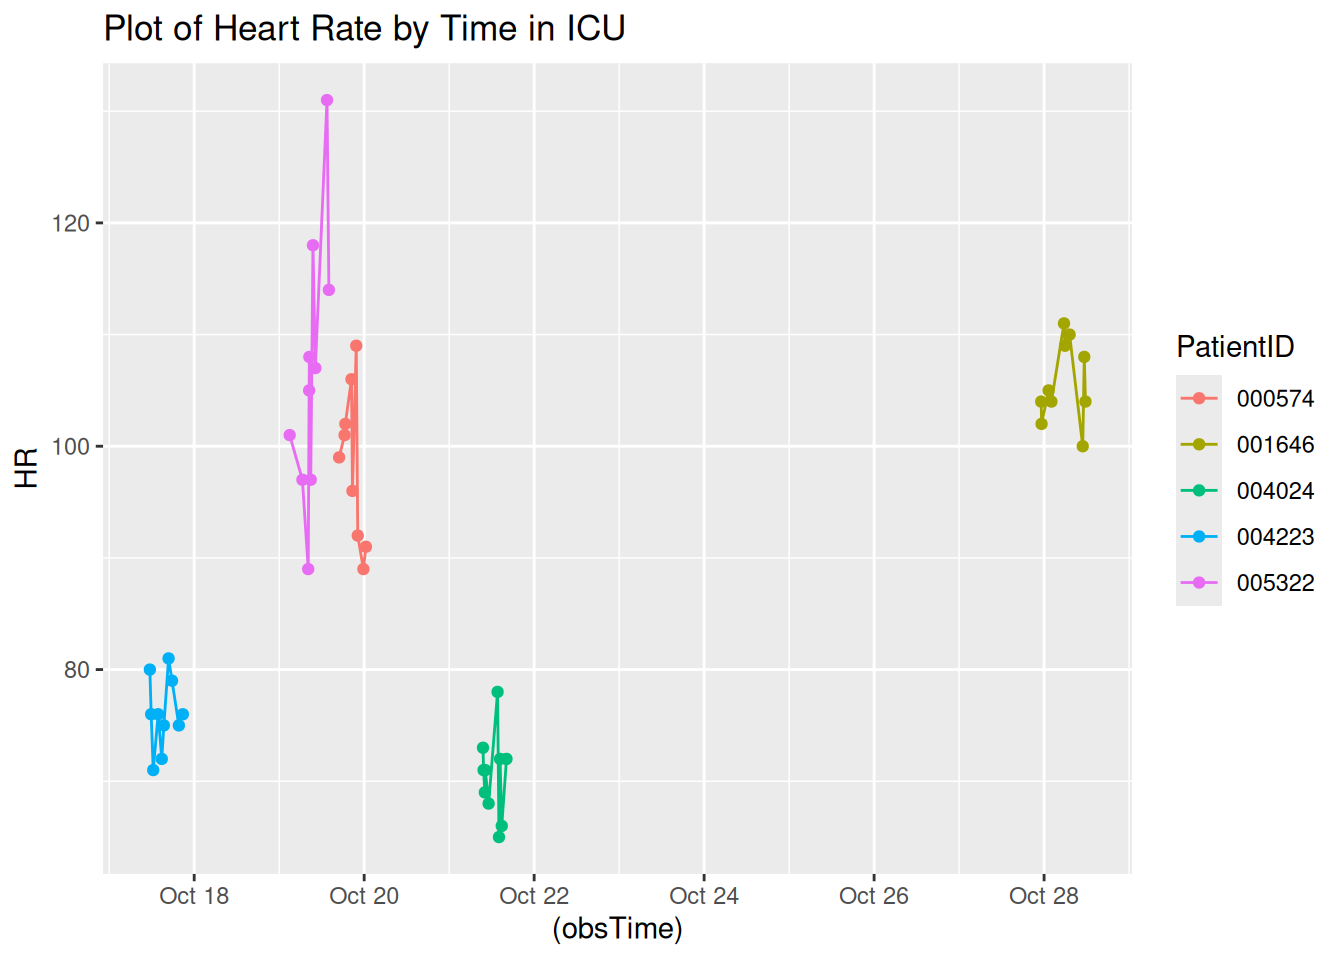 Plot of Heart Rate by Time in ICU
HR
120
100
80
Oct 18
Oct 20
Oct 22
Oct 24
Oct 26
Oct 28
(obsTime)
PatientID
000574
001646
004024
004223
005322